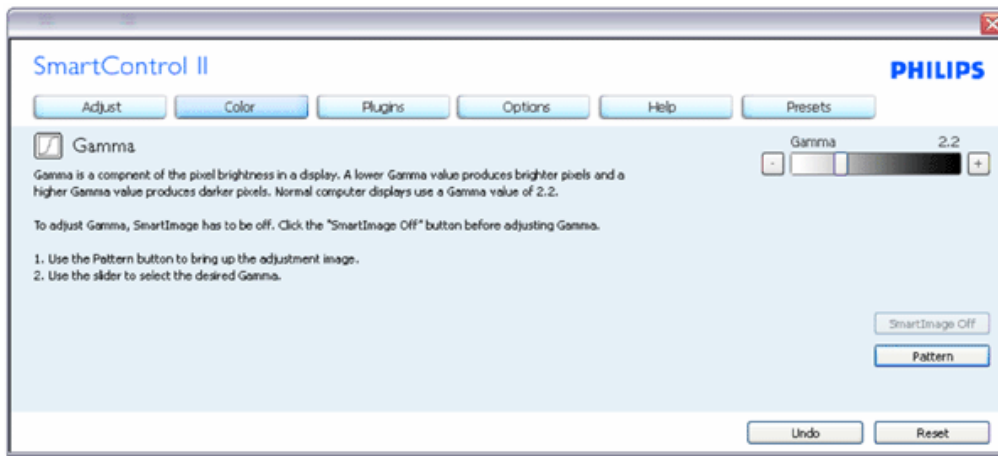 SmartControl II
PHILIPS
Adjust
Color
Plugins
Options
Help
Presets
Gamma
Gamma 2.2
- +
Gamma is a compnent of the pixel brightness in a display. A lower Gamma value produces brighter pixels and a
higher Gamma value produces darker pixels. Normal computer displays use a Gamma value of 2.2.
To adjust Gamma, SmartImage has to be off. Click the "SmartImage Off" button before adjusting Gamma.
1. Use the Pattern button to bring up the adjustment image.
2. Use the slider to select the desired Gamma.
SmartImage Off
Pattern
Undo
Reset